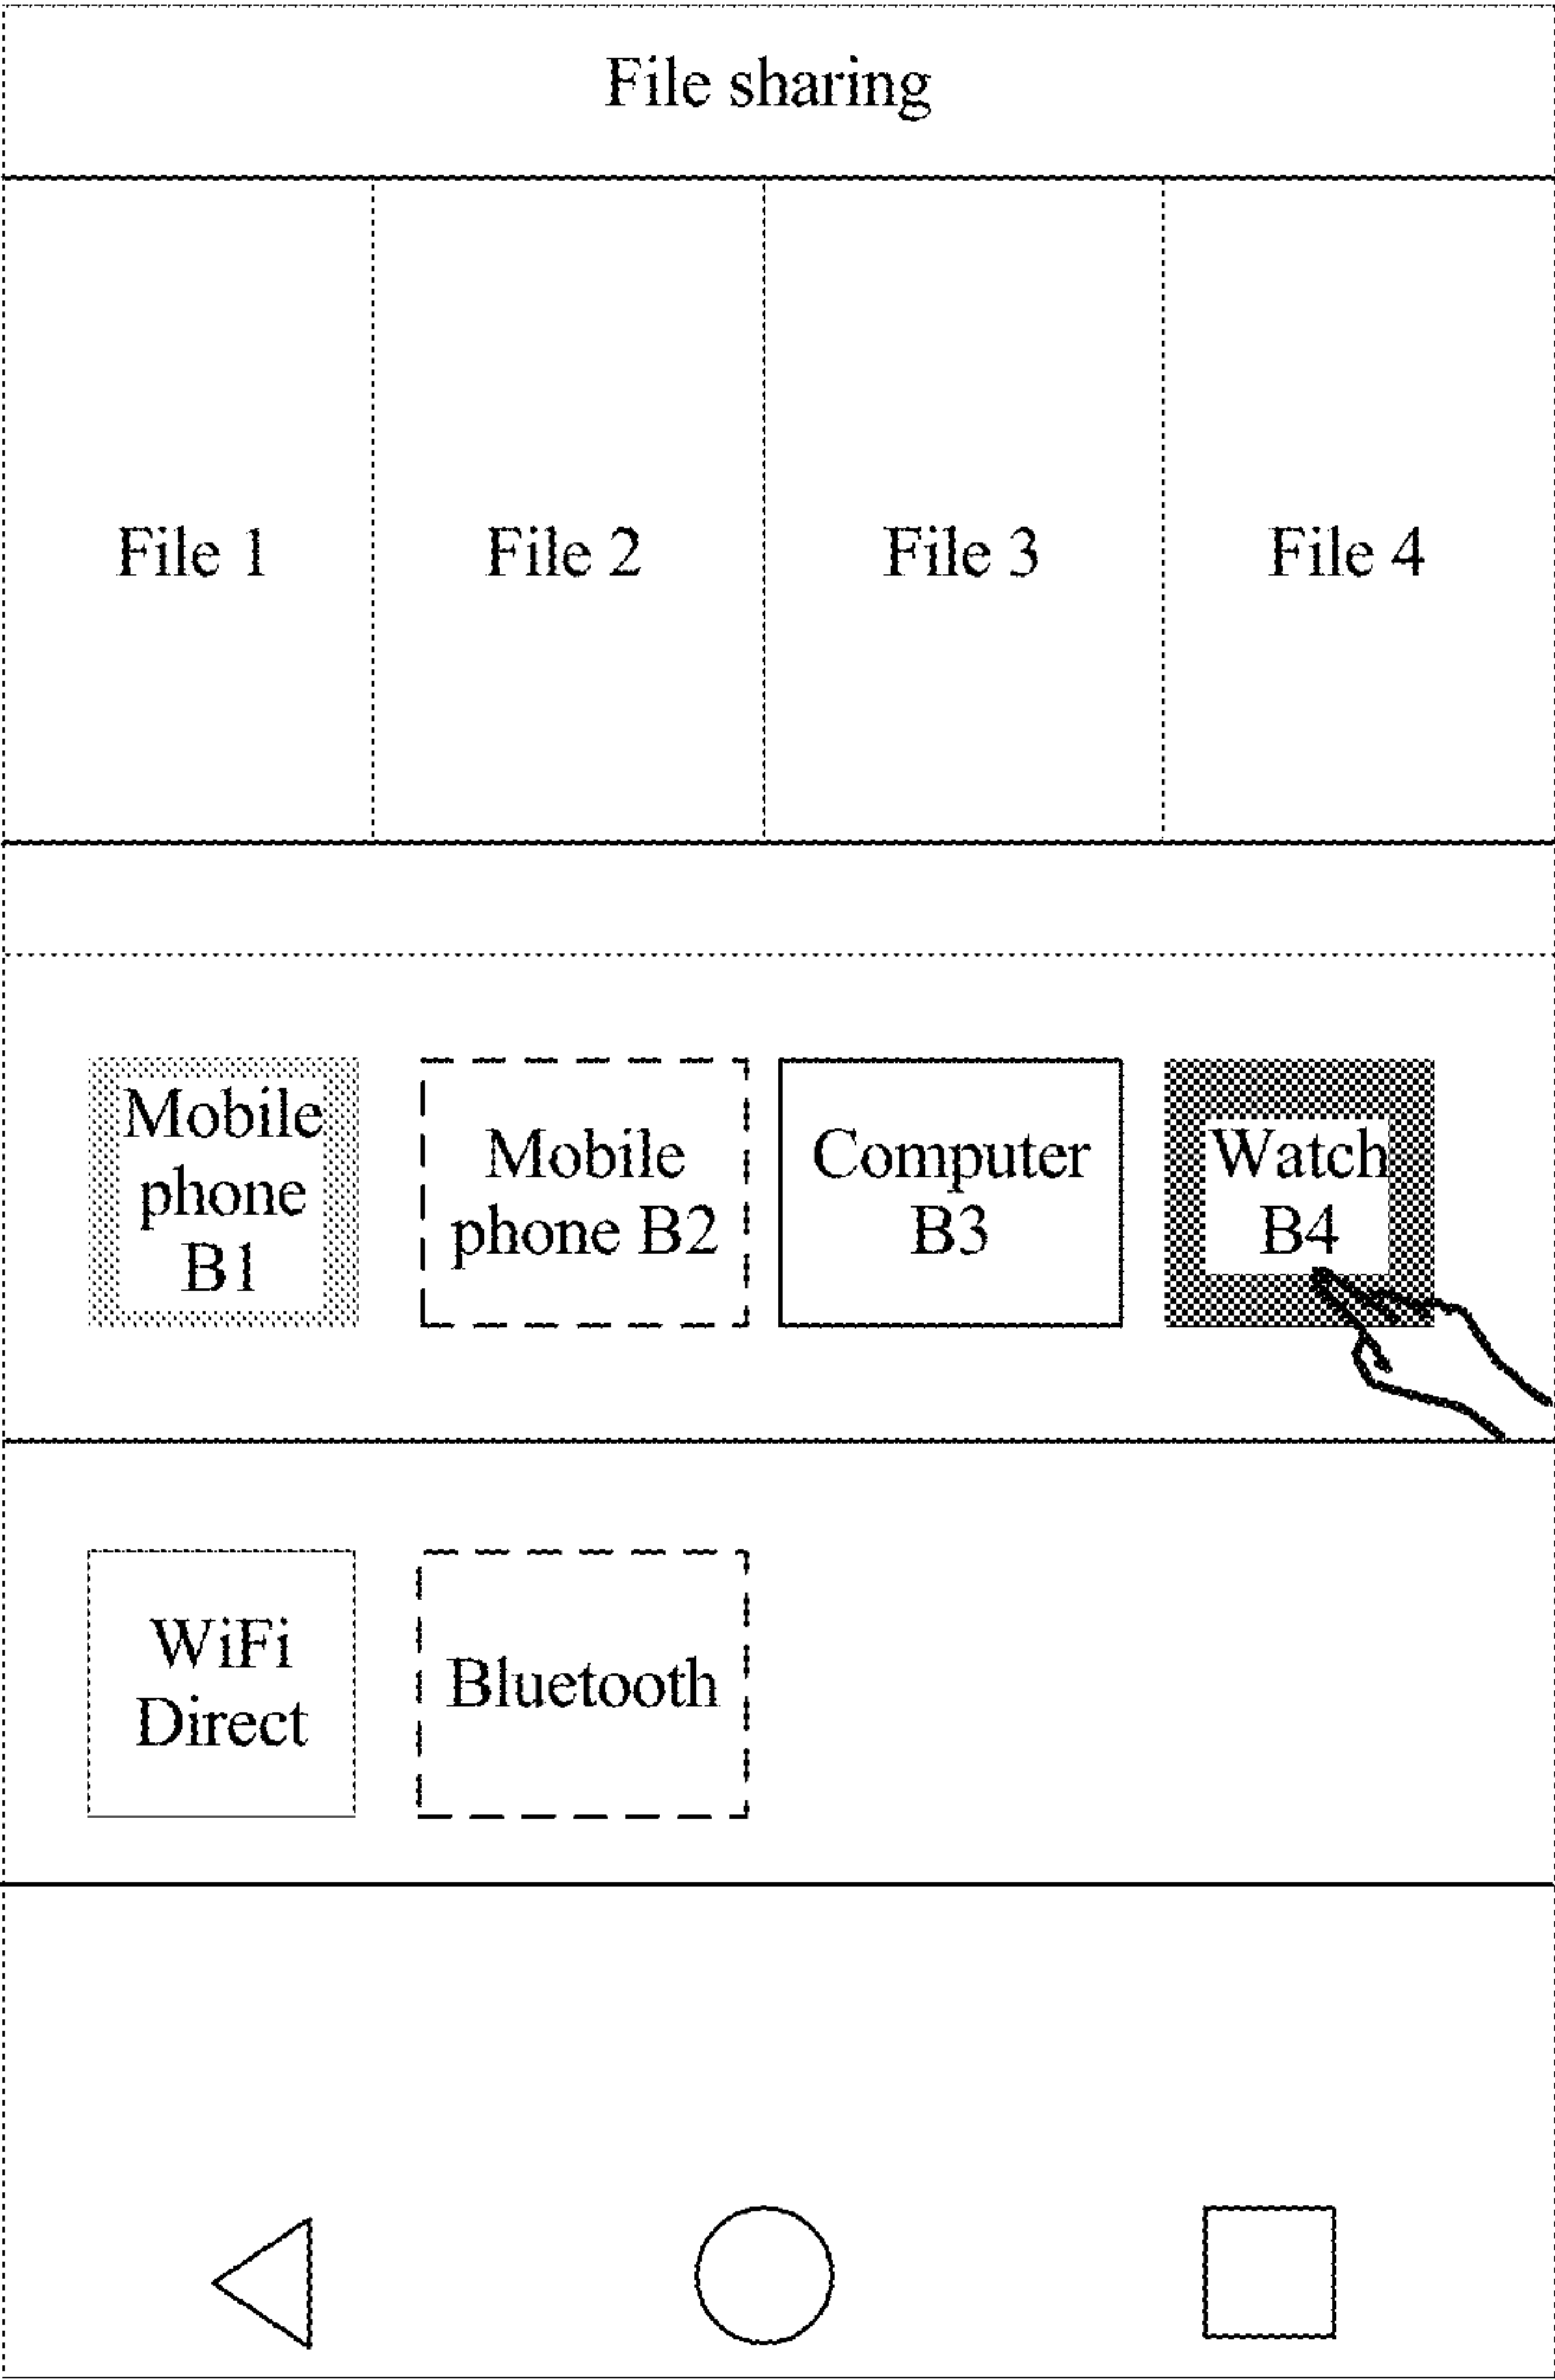 File sharing
File 1 File 2 File 3 File 4
Mobile
phone
B1
Mobile
phone B2
Computer
B3
Watch
B4
WiFi
Direct
Bluetooth